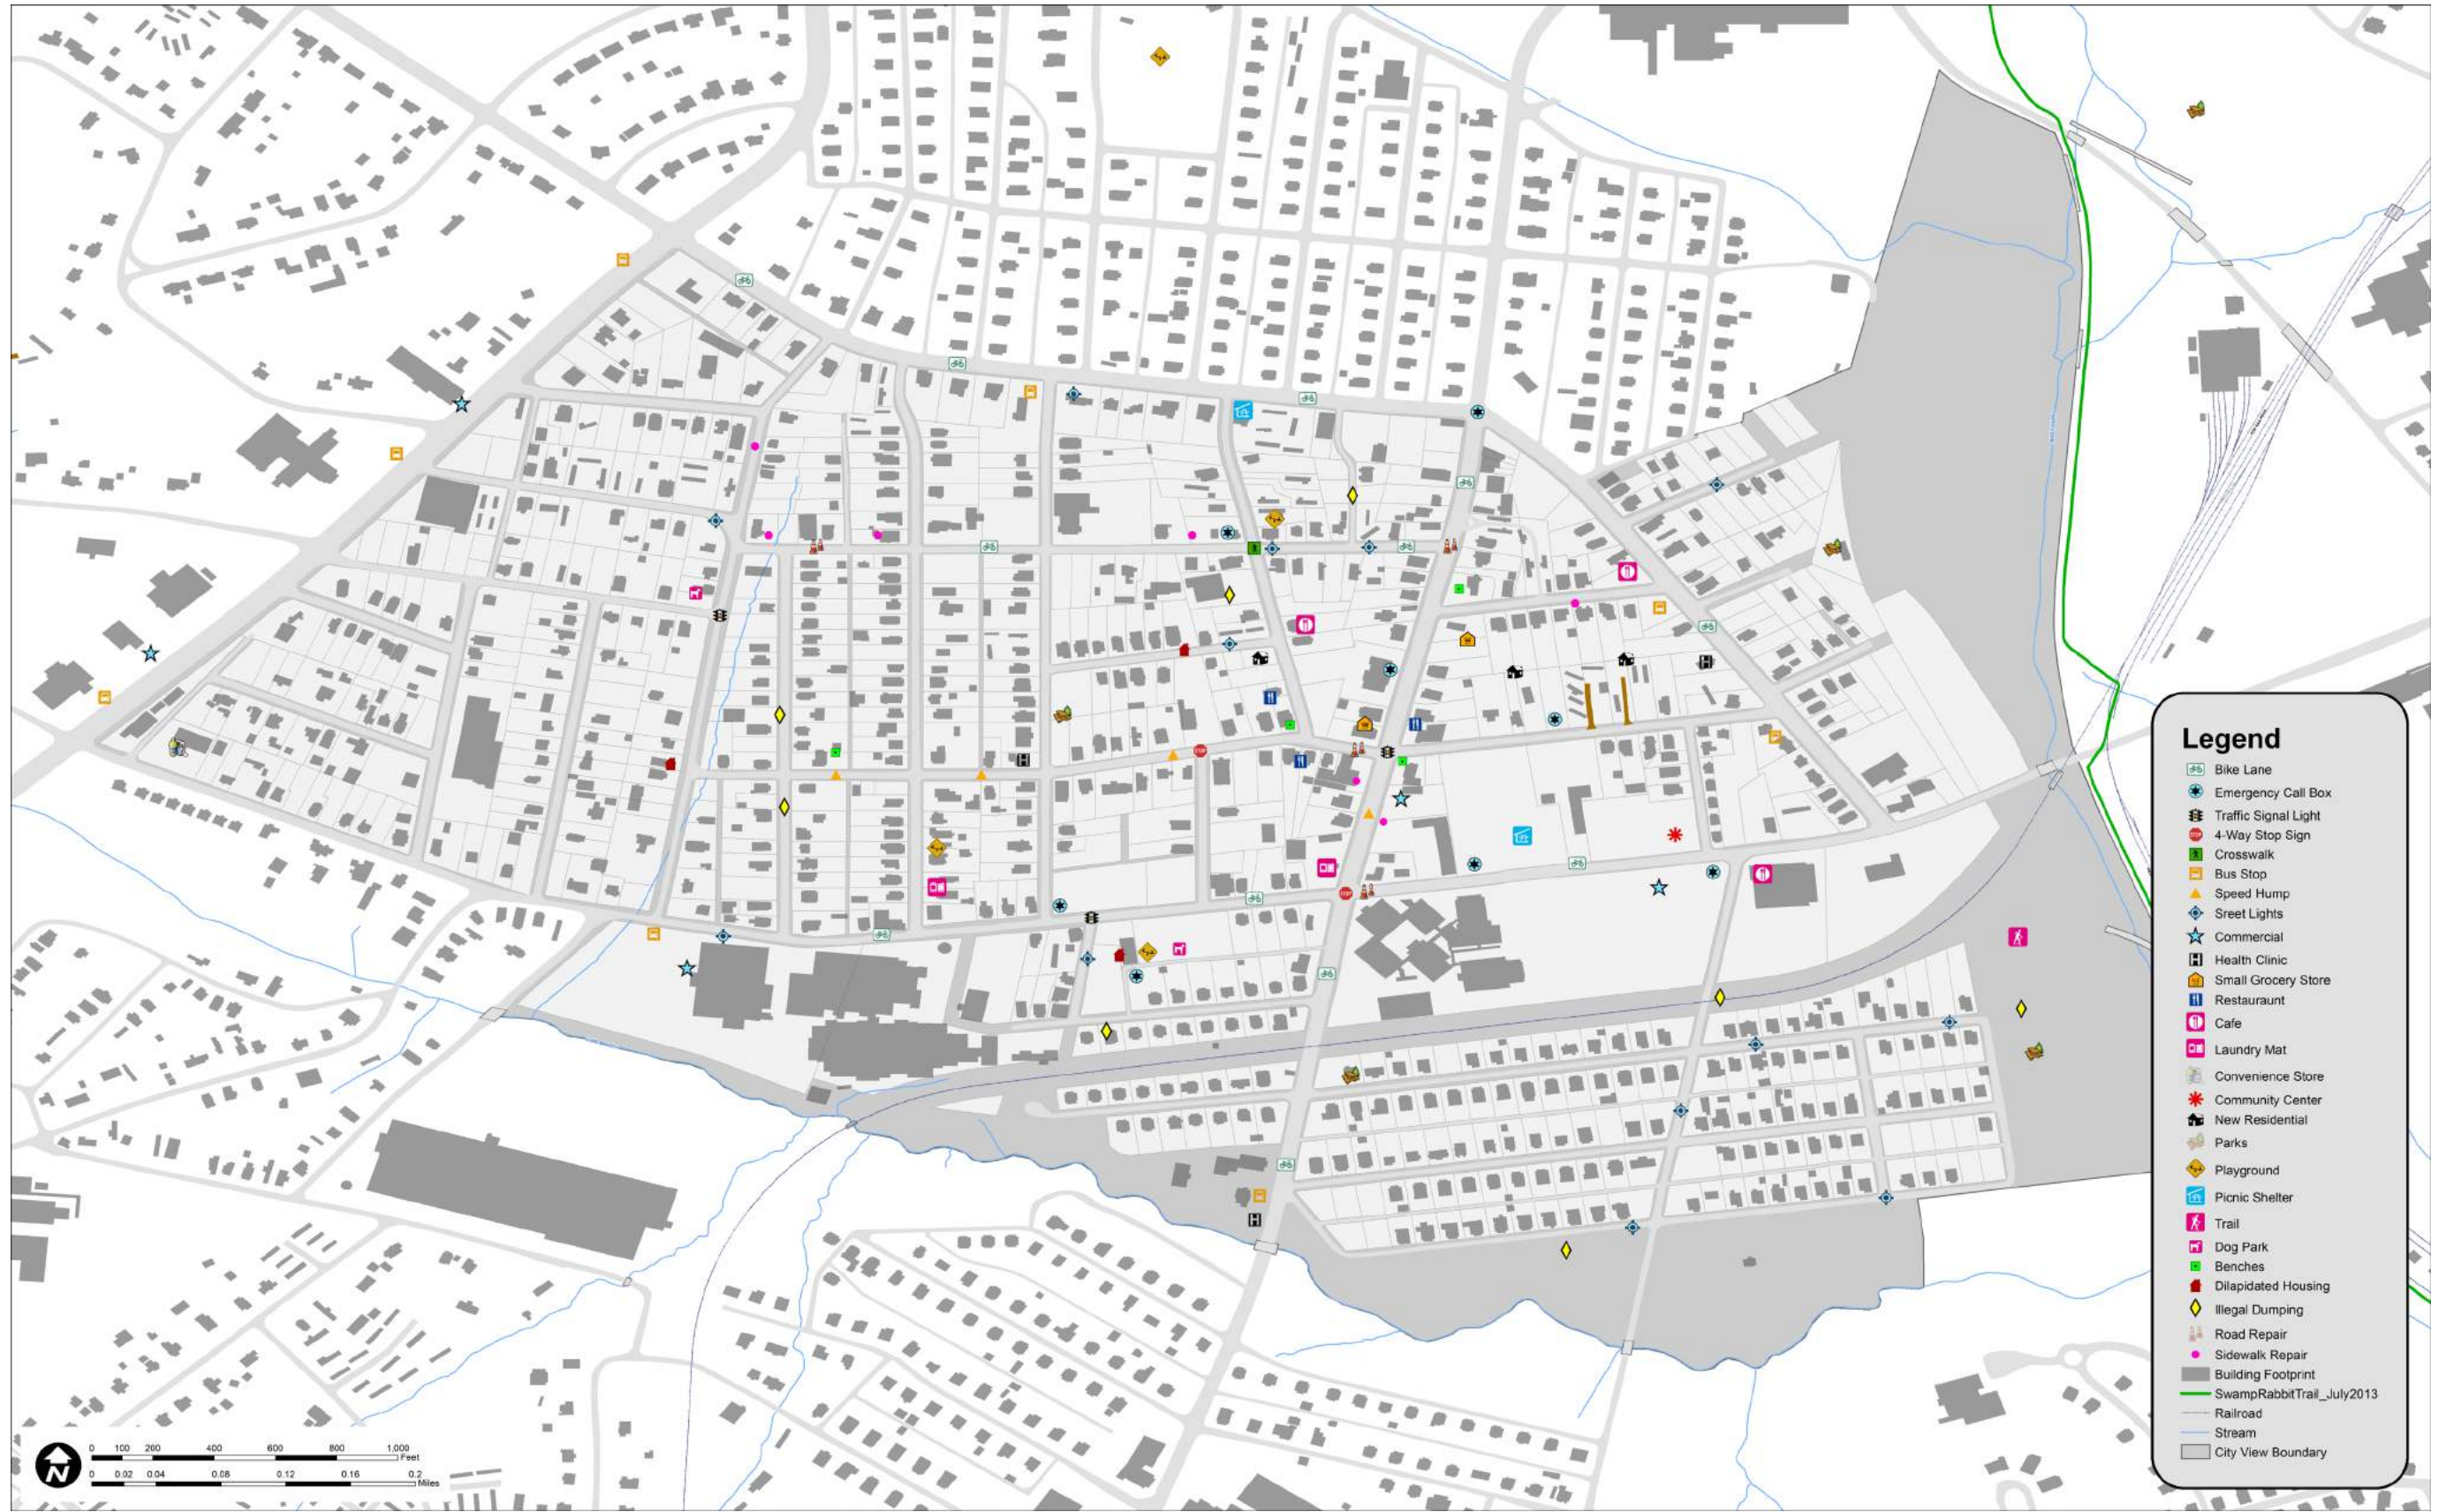 Legend
Bike Lane
Emergency Call Box
Traffic Signal Light
4-Way Stop Sign
Crosswalk
Bus Stop
Speed Hump
Sreet Lights
Commercial
Health Clinic
Small Grocery Store
Restauraunt
Cafe
Laundry Mat
Convenience Store
Community Center
New Residential
Parks
Playground
Picnic Shelter
Trail
Dog Park
Benches
Dilapidated Housing
Illegal Dumping
Road Repair
Sidewalk Repair
Building Footprint
SwampRabbitTrail_July2013
Railroad
Stream
City View Boundary
N
0 100 200 400 600 800 1,000
Feet
0 0.02 0.04 0.08 0.12 0.16 0.2
Miles
STOP
STOP